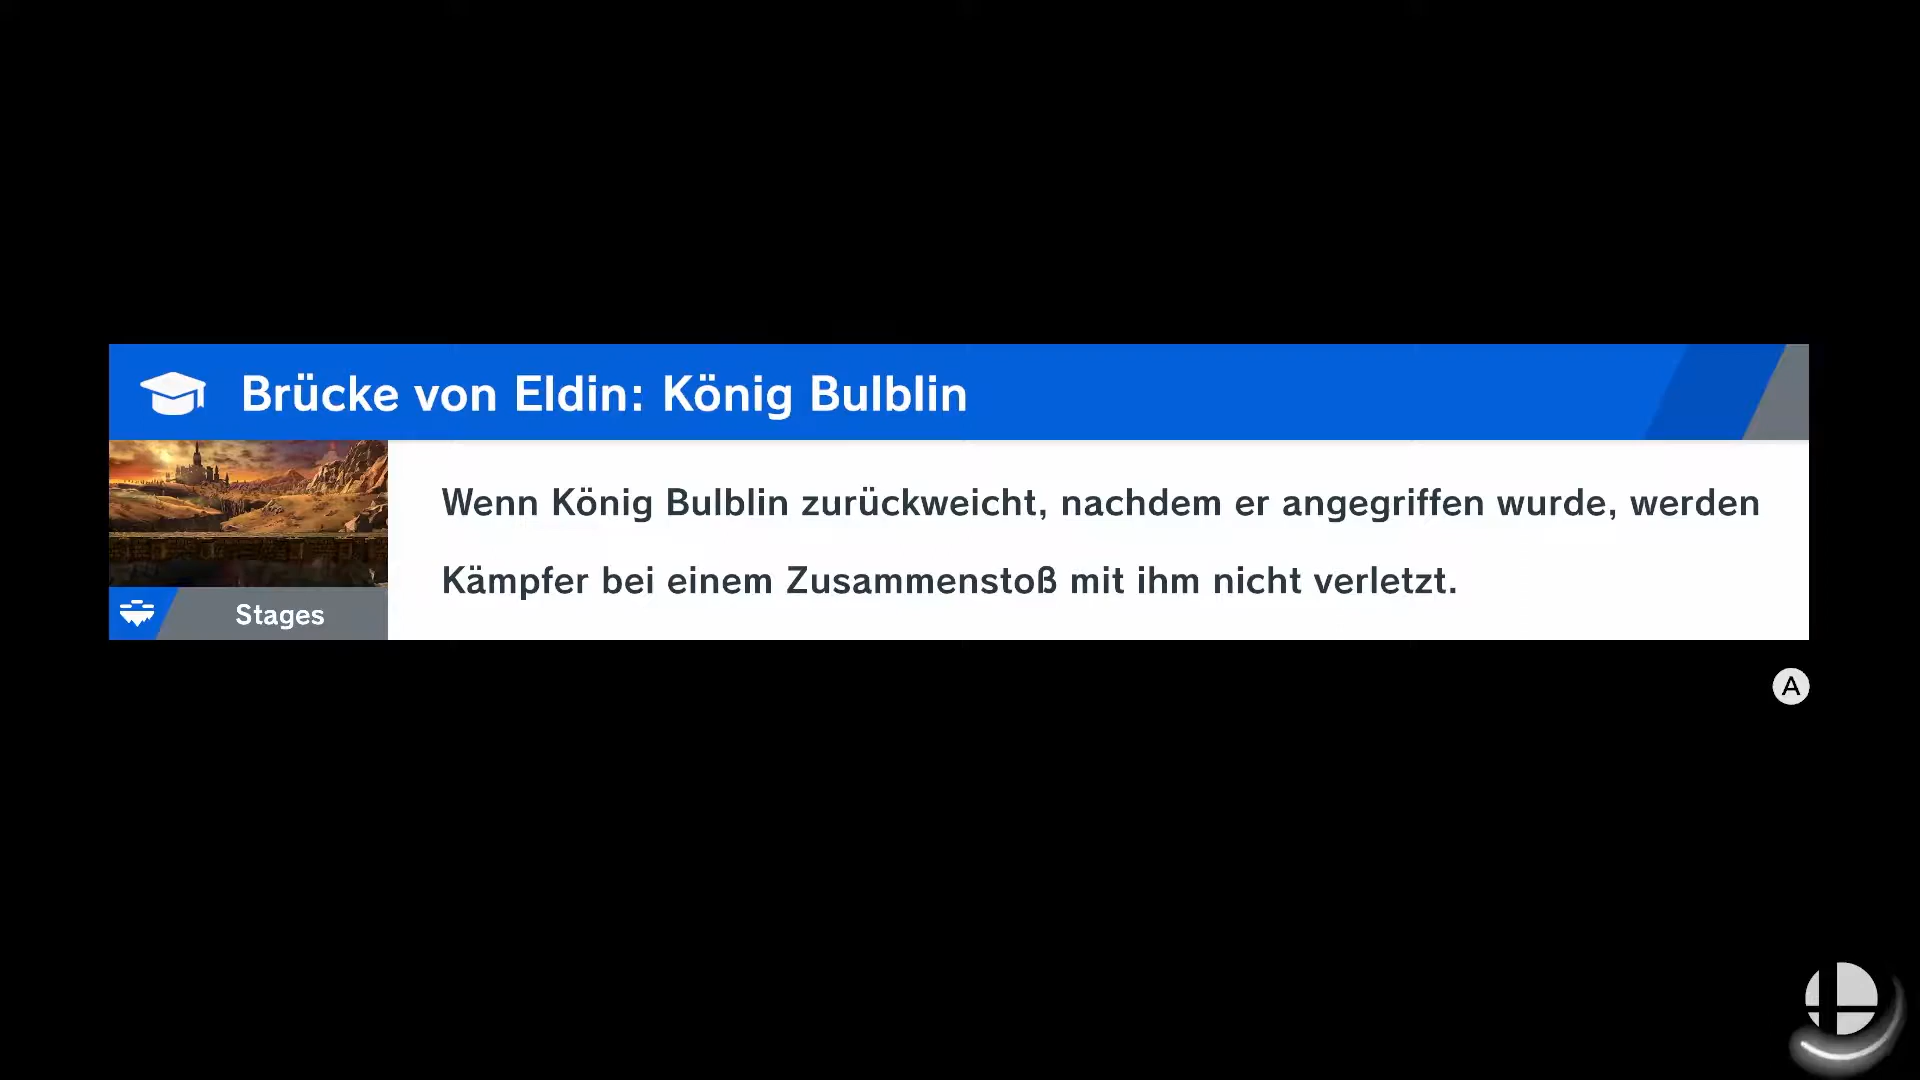 Brücke von Eldin: König Bulblin
Wenn König Bulblin zurückweicht, nachdem er angegriffen wurde, werden
Kämpfer bei einem Zusammenstoß mit ihm nicht verletzt.
Stages
A